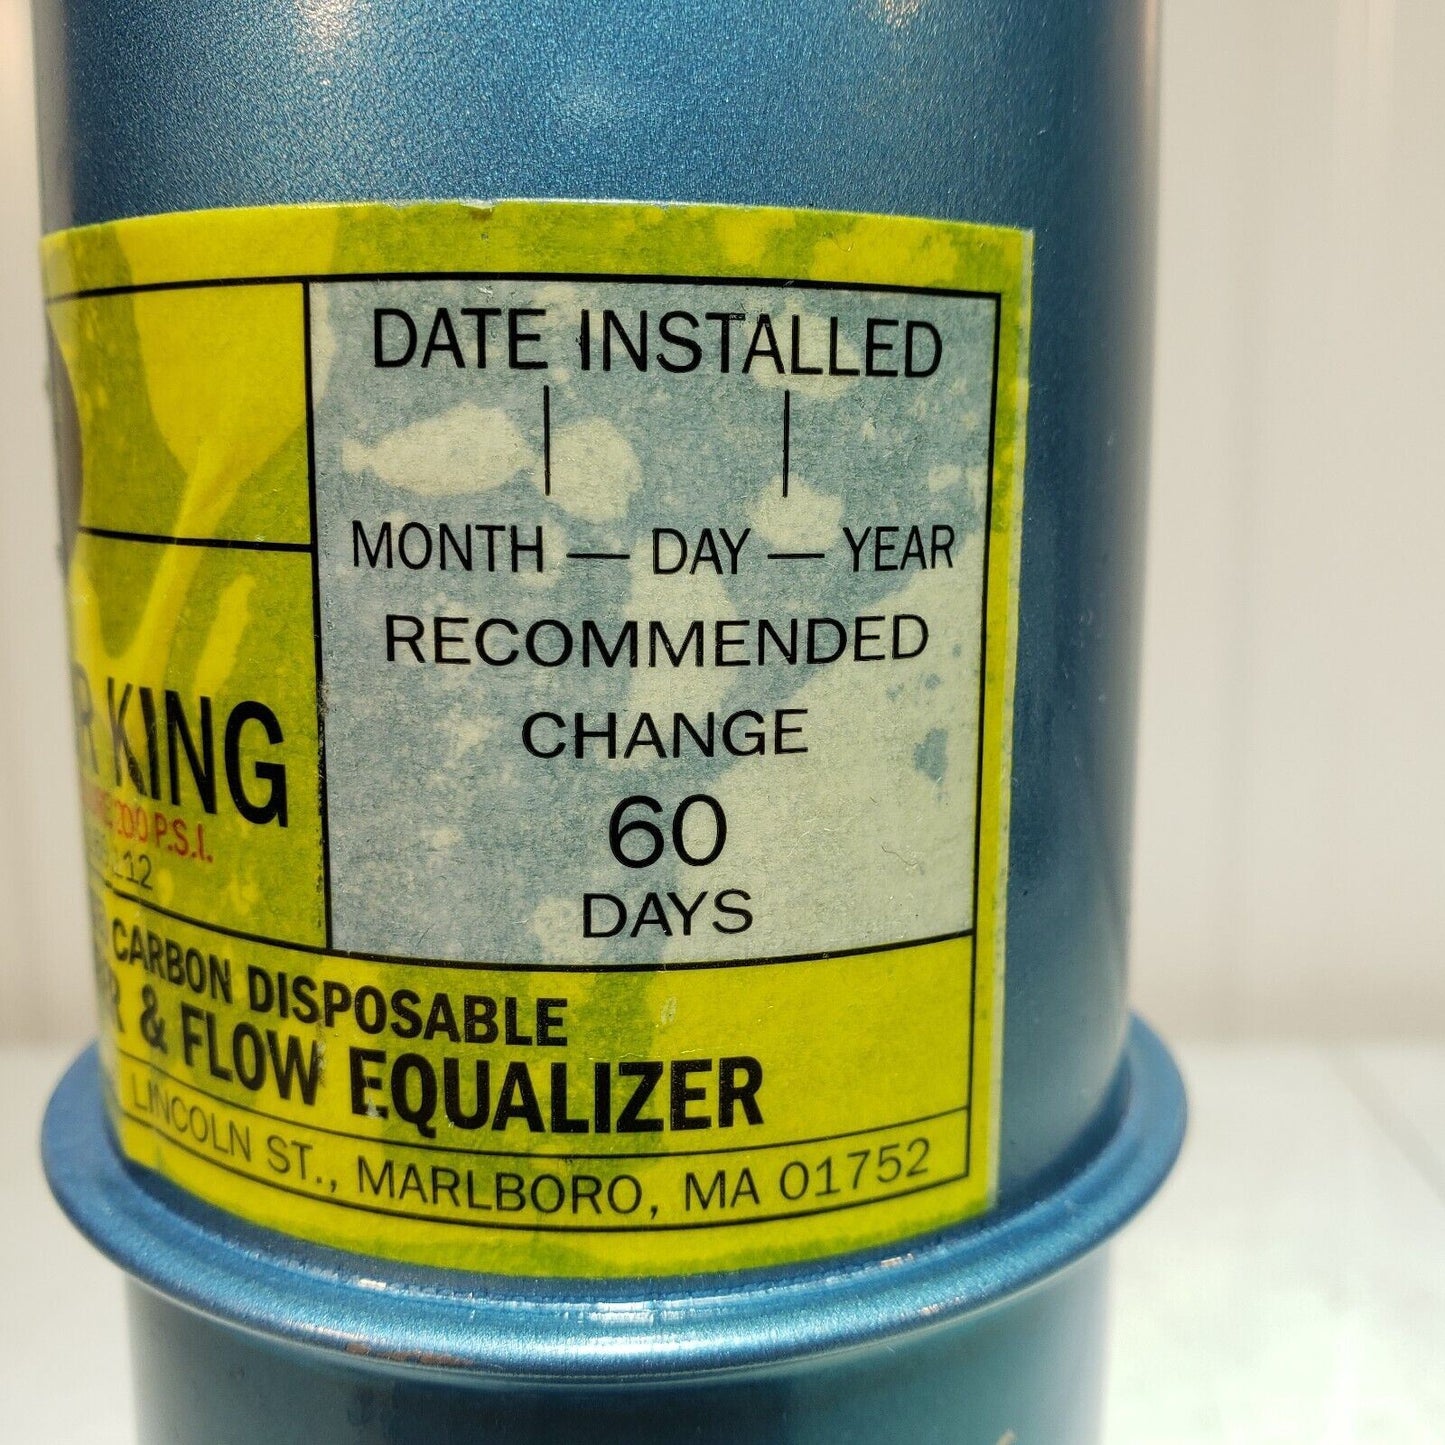 DATE INSTALLED
MONTH — DAY — YEAR
RECOMMENDED
CHANGE
60
DAYS
KING
P.S.I.
CARBON DISPOSABLE
& FLOW EQUALIZER
LINCOLN ST., MARLBORO, MA 01752